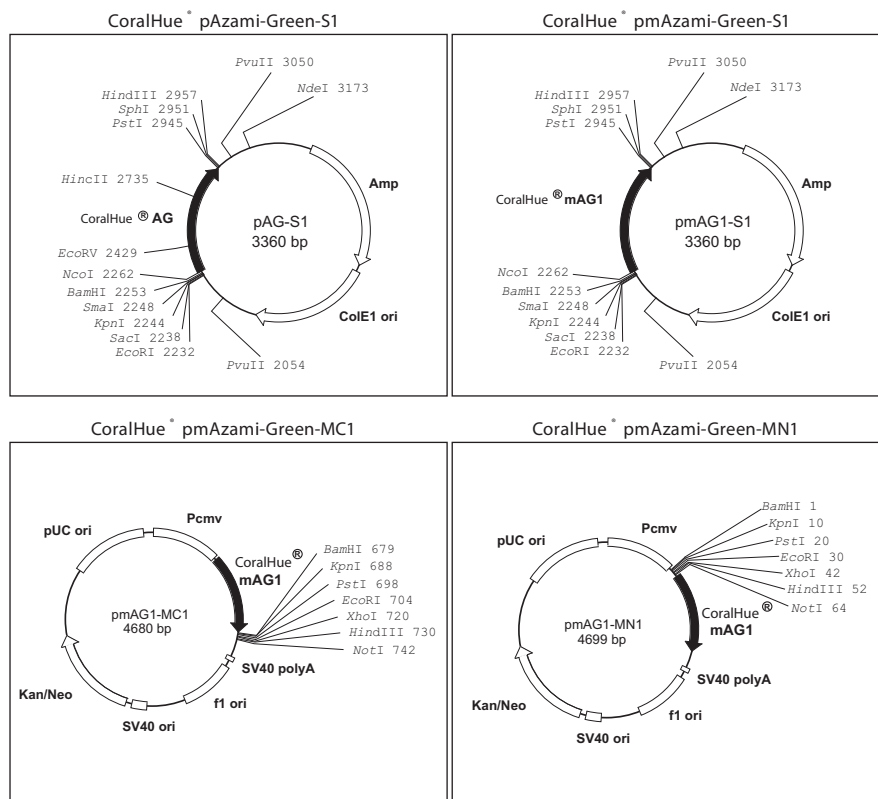 CoralHue® pAzami-Green-S1
PvuII 3050
NdeI 3173
HindIII 2957
SphI 2951
PstI 2945
HincII 2735
CoralHue ® AG
EcoRV 2429
NcoI 2262
BamHI 2253
SmaI 2248
KpnI 2244
SacI 2238
EcoRI 2232
PvuII 2054
pAG-S1
3360 bp
Amp
ColE1 ori
CoralHue® pmAzami-Green-S1
PvuII 3050
NdeI 3173
HindIII 2957
SphI 2951
PstI 2945
CoralHue ® mAG1
NcoI 2262
BamHI 2253
SmaI 2248
KpnI 2244
SacI 2238
EcoRI 2232
PvuII 2054
pmAG1-S1
3360 bp
Amp
ColE1 ori
CoralHue® pmAzami-Green-MC1
pUC ori
Pcmv
CoralHue ®
mAG1
BamHI 679
KpnI 688
PstI 698
EcoRI 704
XhoI 720
HindIII 730
NotI 742
pmAG1-MC1
4680 bp
SV40 polyA
f1 ori
SV40 ori
Kan/Neo
CoralHue® pmAzami-Green-MN1
pUC ori
Pcmv
BamHI 1
KpnI 10
PstI 20
EcoRI 30
XhoI 42
HindIII 52
NotI 64
CoralHue ®
mAG1
pmAG1-MN1
4699 bp
SV40 polyA
f1 ori
SV40 ori
Kan/Neo